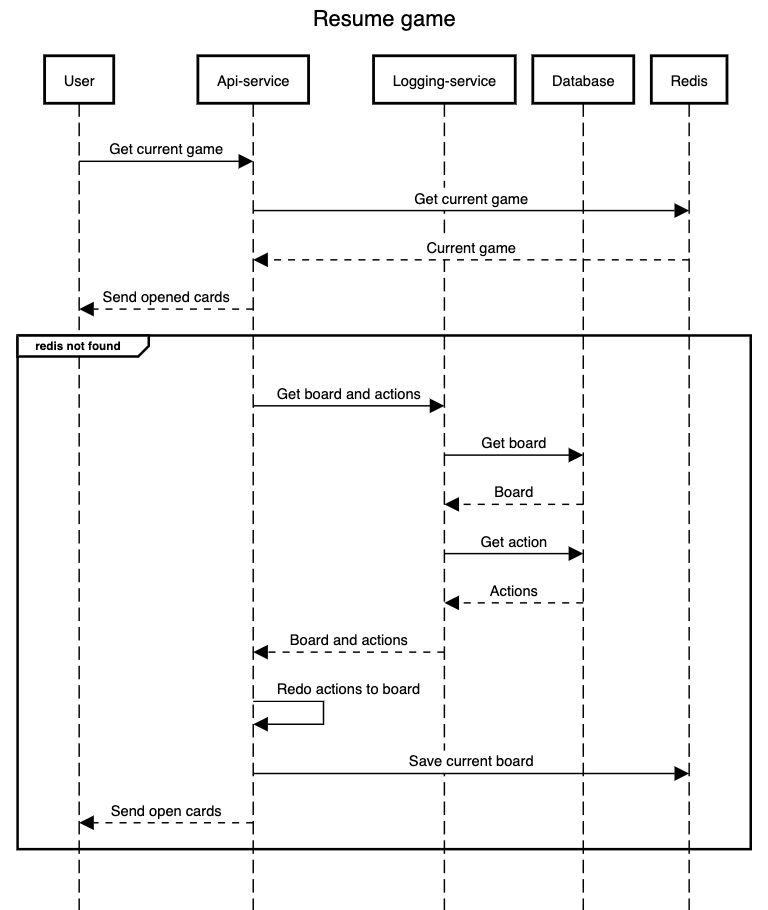 Resume game
User
Api-service
Logging-service
Database
Redis
Get current game
Get current game
Current game
Send opened cards
redis not found
Get board and actions
Get board
Board
Get action
Actions
Board and actions
Redo actions to board
Save current board
Send open cards